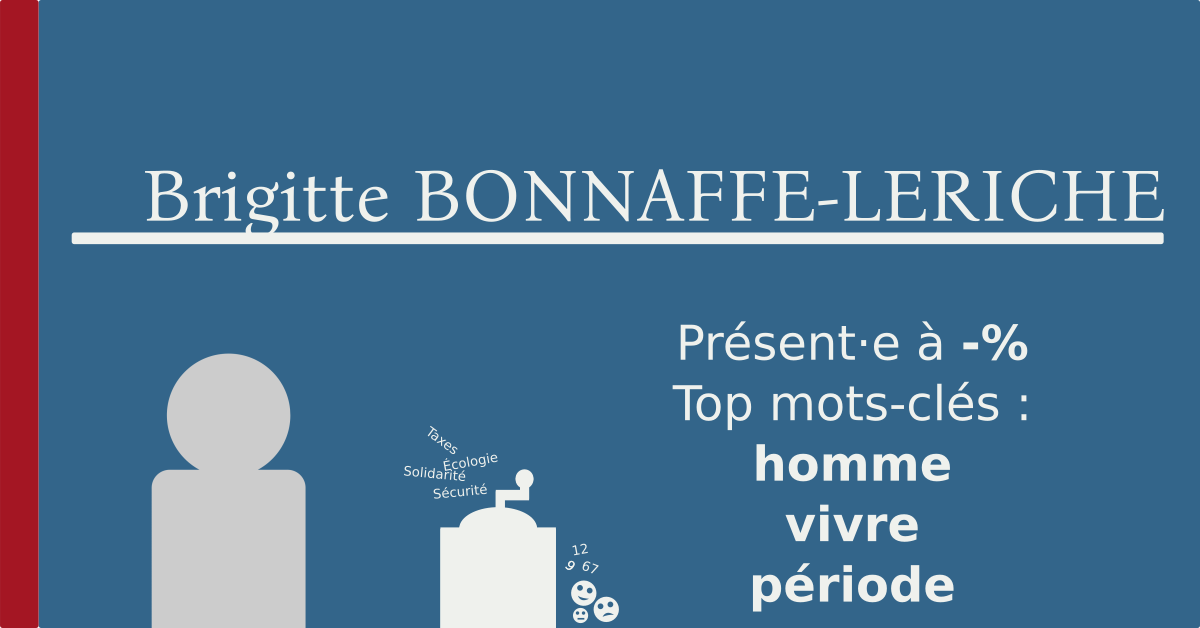 Brigitte BONNAFFE-LERICHE
Présent·e à -%
Top mots-clés :
homme
vivre
période
Taxes
Écologie
Solidarité
Sécurité
12
9 67